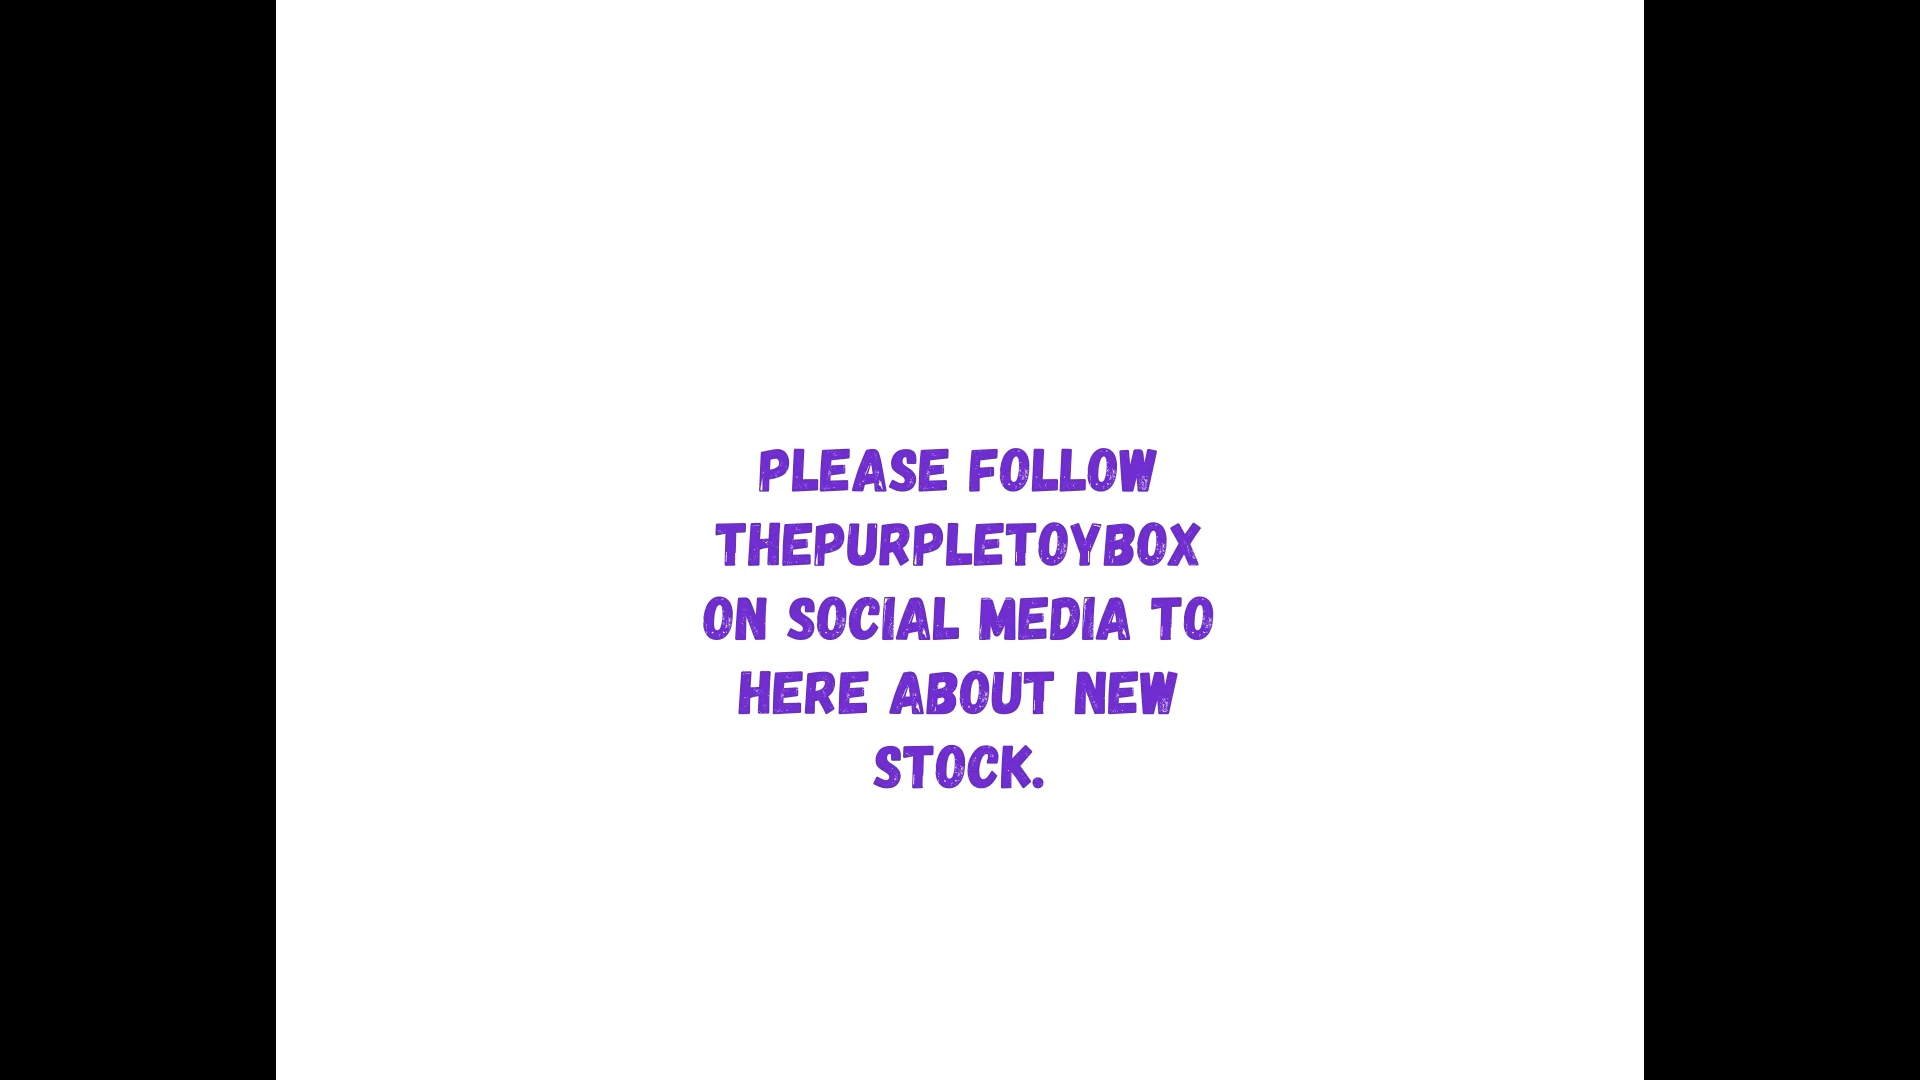 PLEASE FOLLOW
THEPURPLETOYBOX
ON SOCIAL MEDIA TO
HERE ABOUT NEW
STOCK.